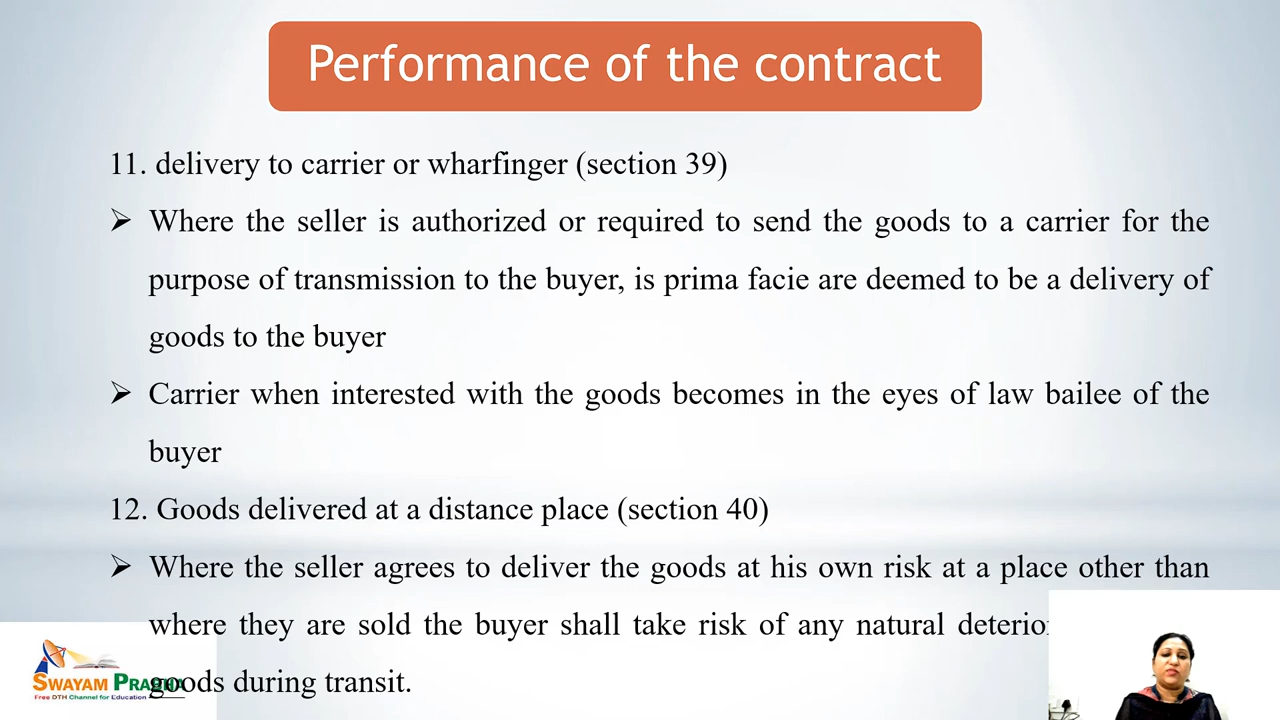 Performance of the contract
11. delivery to carrier or wharfinger (section 39)
➢ Where the seller is authorized or required to send the goods to a carrier for the
purpose of transmission to the buyer, is prima facie are deemed to be a delivery of
goods to the buyer
➢ Carrier when interested with the goods becomes in the eyes of law bailee of the
buyer
12. Goods delivered at a distance place (section 40)
➢ Where the seller agrees to deliver the goods at his own risk at a place other than
where they are sold the buyer shall take risk of any natural
goods during transit.
SWAYAM PRABHA
Free DTH Channel for Education